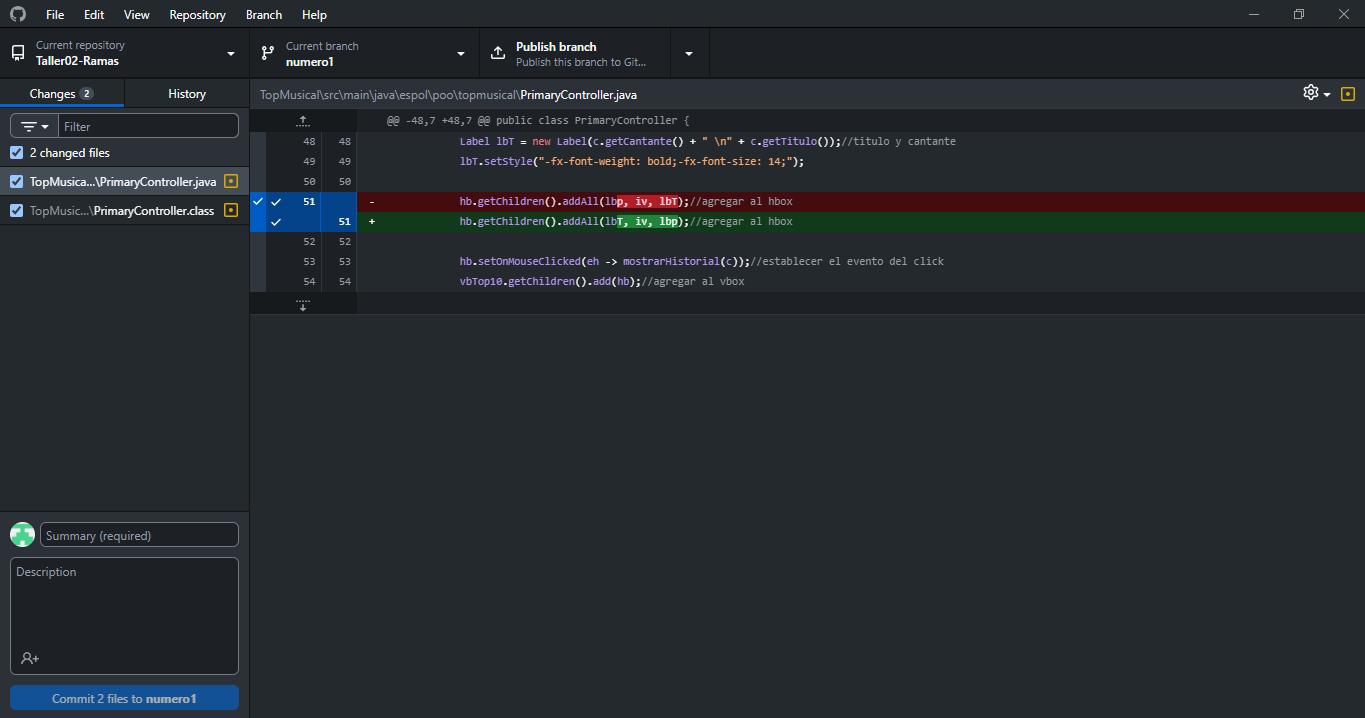 File Edit View Repository Branch Help
Current repository
Taller02-Ramas
Current branch
numero1
Publish branch
Publish this branch to Git...
Changes 2 History
Filter
2 changed files
TopMusica...\PrimaryController.java
TopMusic...\PrimaryController.class
Summary (required)
Description
Commit 2 files to numero1
TopMusical\src\main\java\espol\poo\topmusical\PrimaryController.java
@@ -48,7 +48,7 @@ public class PrimaryController {
48 48 Label lbT = new Label(c.getCantante() + " \n" + c.getTitulo());//titulo y cantante
49 49 lbT.setStyle("-fx-font-weight: bold;-fx-font-size: 14;");
50 50
51 - hb.getChildren().addAll(lbp, iv, lbT);//agregar al hbox
51 + hb.getChildren().addAll(lbT, iv, lbp);//agregar al hbox
52 52
53 53 hb.setOnMouseClicked(eh -> mostrarHistorial(c));//establecer el evento del click
54 54 vbTop10.getChildren().add(hb);//agregar al vbox